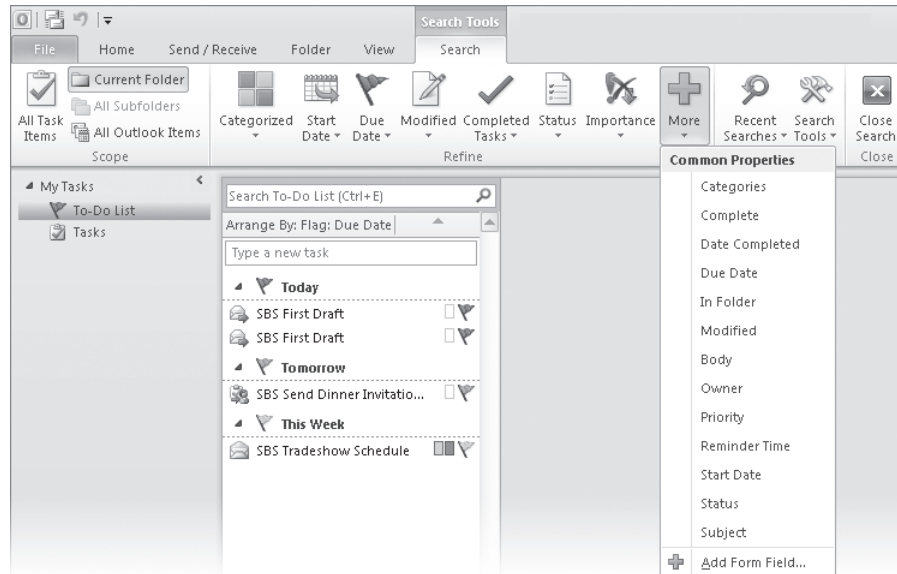 Search Tools
File Home Send / Receive Folder View Search
All Task Items
Current Folder
All Subfolders
All Outlook Items
Scope
Categorized
Start Date
Due Date
Modified
Completed Tasks
Status
Importance
More
Refine
Recent Searches
Search Tools
Close Search
Close
Common Properties
Categories
Complete
Date Completed
Due Date
In Folder
Modified
Body
Owner
Priority
Reminder Time
Start Date
Status
Subject
Add Form Field...
My Tasks
To-Do List
Tasks
Search To-Do List (Ctrl+E)
Arrange By: Flag: Due Date
Type a new task
Today
SBS First Draft
SBS First Draft
Tomorrow
SBS Send Dinner Invitatio...
This Week
SBS Tradeshow Schedule